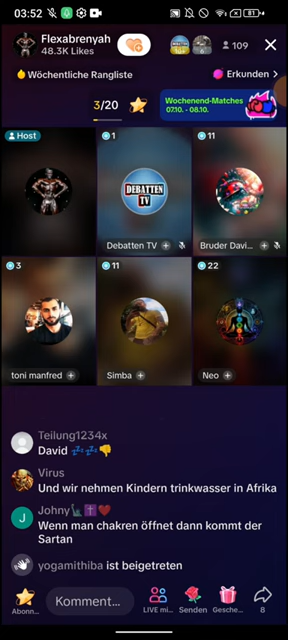 03:52
81
Flexabrenyah
48.3K Likes
109
Wöchentliche Rangliste
Erkunden >
3/20
Wochenend-Matches
07.10. - 08.10.
Host
1
11
DEBATTEN
TV
Debatten TV
Bruder Davi...
3
11
22
toni manfred
Simba
Neo
Teilung1234x
David 💤💤👎
Virus
Und wir nehmen Kindern trinkwasser in Afrika
J
Johny🗽✝️❤️
Wenn man chakren öffnet dann kommt der
Sartan
yogamithiba ist beigetreten
Abonn...
Komment...
LIVE mi...
Senden
Gesche...
8